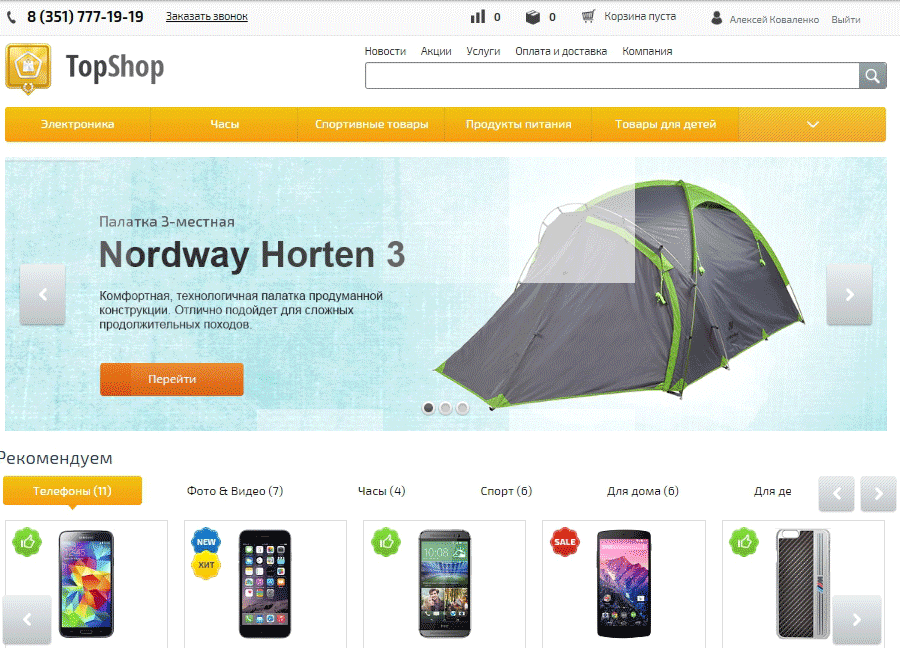 8 (351) 777-19-19 Заказать звонок 0 0 Корзина пуста Алексей Коваленко Выйти
TopShop
Новости Акции Услуги Оплата и доставка Компания
Электроника Часы Спортивные товары Продукты питания Товары для детей
Палатка 3-местная
Nordway Horten 3
Комфортная, технологичная палатка продуманной
конструкции. Отлично подойдет для сложных
продолжительных походов.
Перейти
Рекомендуем
Телефоны (11) Фото & Видео (7) Часы (4) Спорт (6) Для дома (6) Для де
NEW
ХИТ
SALE
10:08